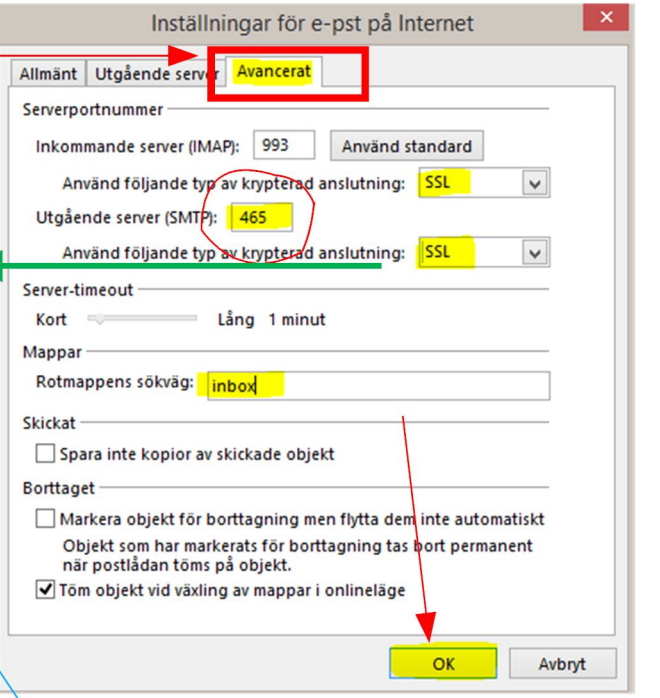 Inställningar för e-pst på Internet
Allmänt Utgående server Avancerat
Serverportnummer
Inkommande server (IMAP): 993 Använd standard
Använd följande typ av krypterad anslutning: SSL
Utgående server (SMTP): 465
Använd följande typ av krypterad anslutning: SSL
Server-timeout
Kort Lång 1 minut
Mappar
Rotmappens sökväg: inbox
Skickat
Spara inte kopior av skickade objekt
Borttaget
Markera objekt för borttagning men flytta dem inte automatiskt
Objekt som har markerats för borttagning tas bort permanent
när postlådan töms på objekt.
Töm objekt vid växling av mappar i onlineläge
OK Avbryt